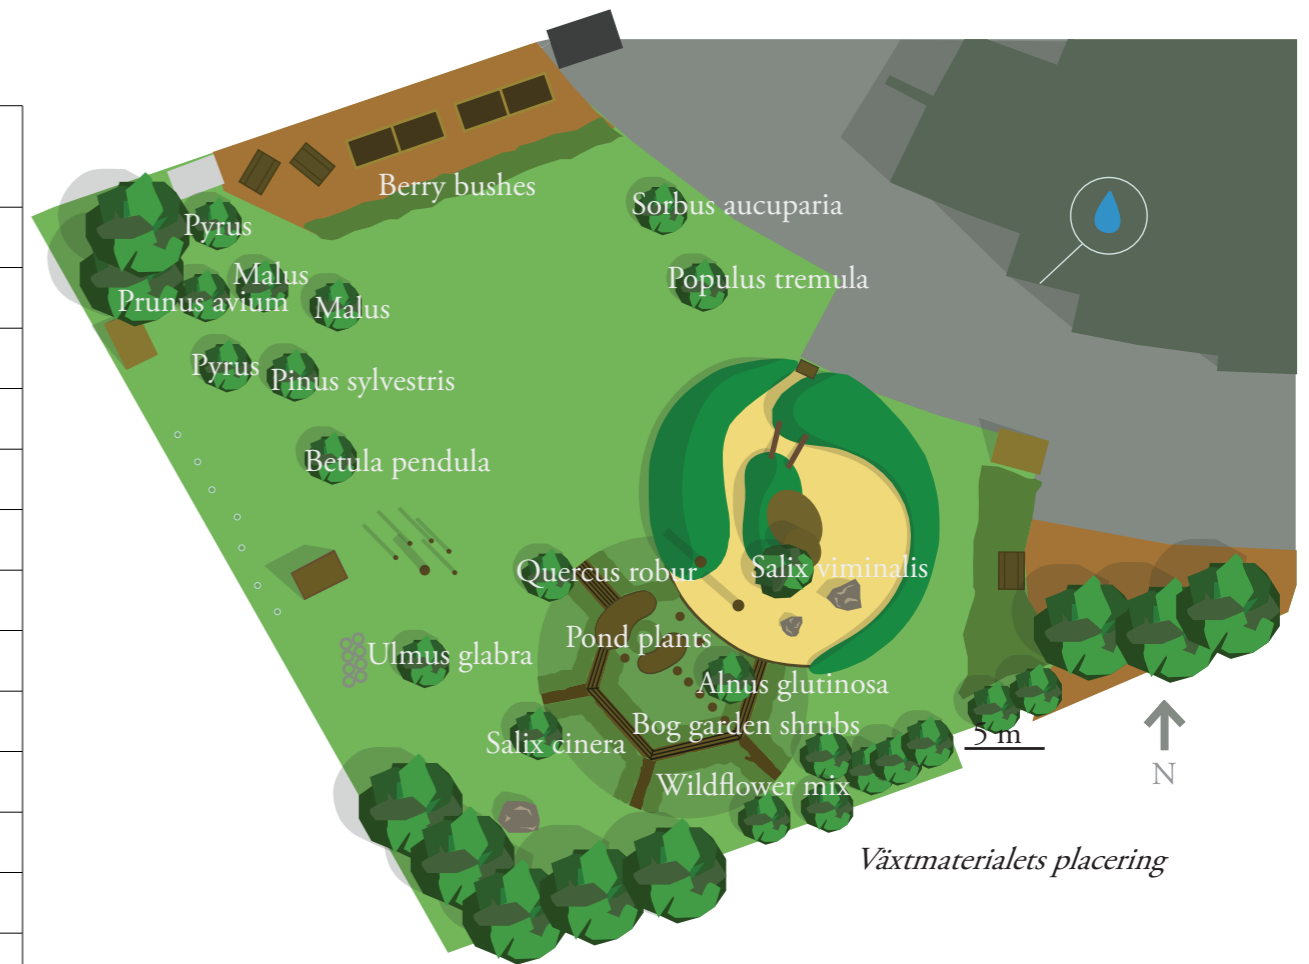 Berry bushes
Sorbus aucuparia
Pyrus
Malus
Populus tremula
Prunus avium
Malus
Pyrus
Pinus sylvestris
Betula pendula
Quercus robur
Salix viminalis
Pond plants
Ulmus glabra
Alnus glutinosa
Bog garden shrubs
Salix cinera
5 m
Wildflower mix
N
Växtmaterialets placering